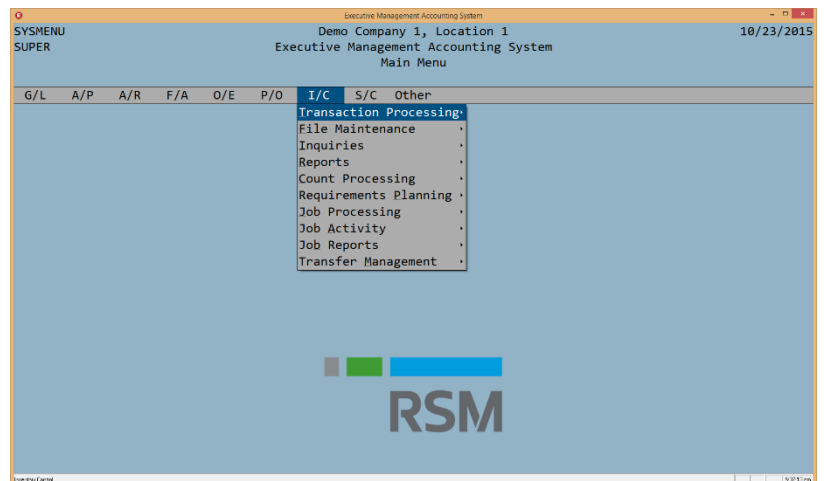 Executive Management Accounting System
SYSMENU Demo Company 1, Location 1 10/23/2015
SUPER Executive Management Accounting System
Main Menu
G/L A/P A/R F/A O/E P/O I/C S/C Other
Transaction Processing
File Maintenance
Inquiries
Reports
Count Processing
Requirements Planning
Job Processing
Job Activity
Job Reports
Transfer Management
RSM
Inventory Control